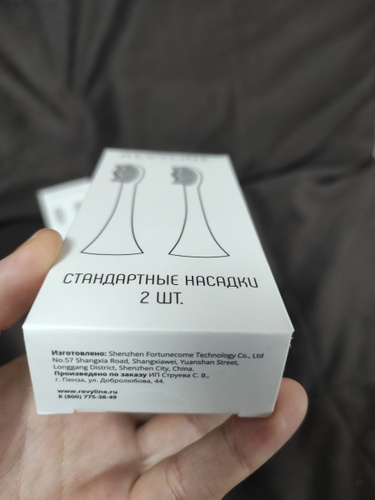 СТАНДАРТНЫЕ НАСАДКИ
2 ШТ.
Изготовлено: Shenzhen Fortunecome Technology Co., Ltd
No.57 Shangxia Road, Shangxiawei, Yuanshan Street,
Longgang District, Shenzhen City, China.
Произведено по заказу ИП Струева С. В.,
г. Пенза, ул. Добролюбова, 44.
www.revyline.ru
8 (800) 775-38-49